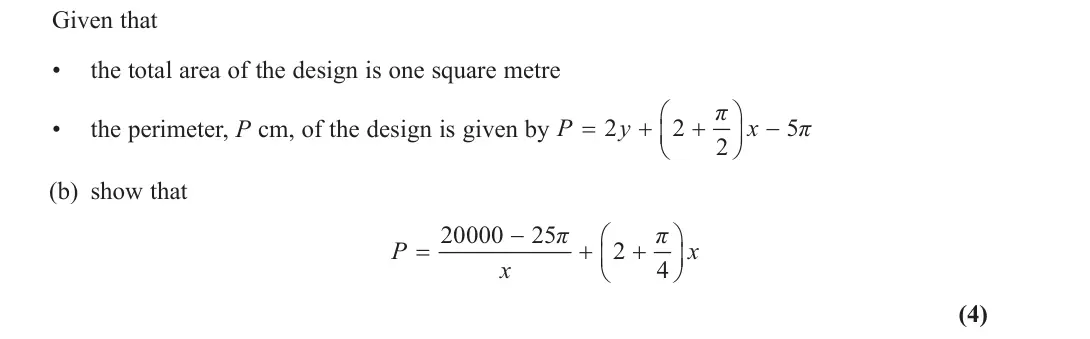 Given that
• the total area of the design is one square metre
• the perimeter, P cm, of the design is given by P = 2y + (2 + π/2)x − 5π
(b) show that
P = (20000 − 25π)/x + (2 + π/4)x
(4)